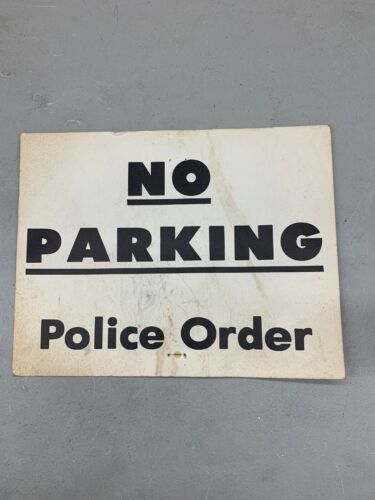 NO
PARKING
Police Order